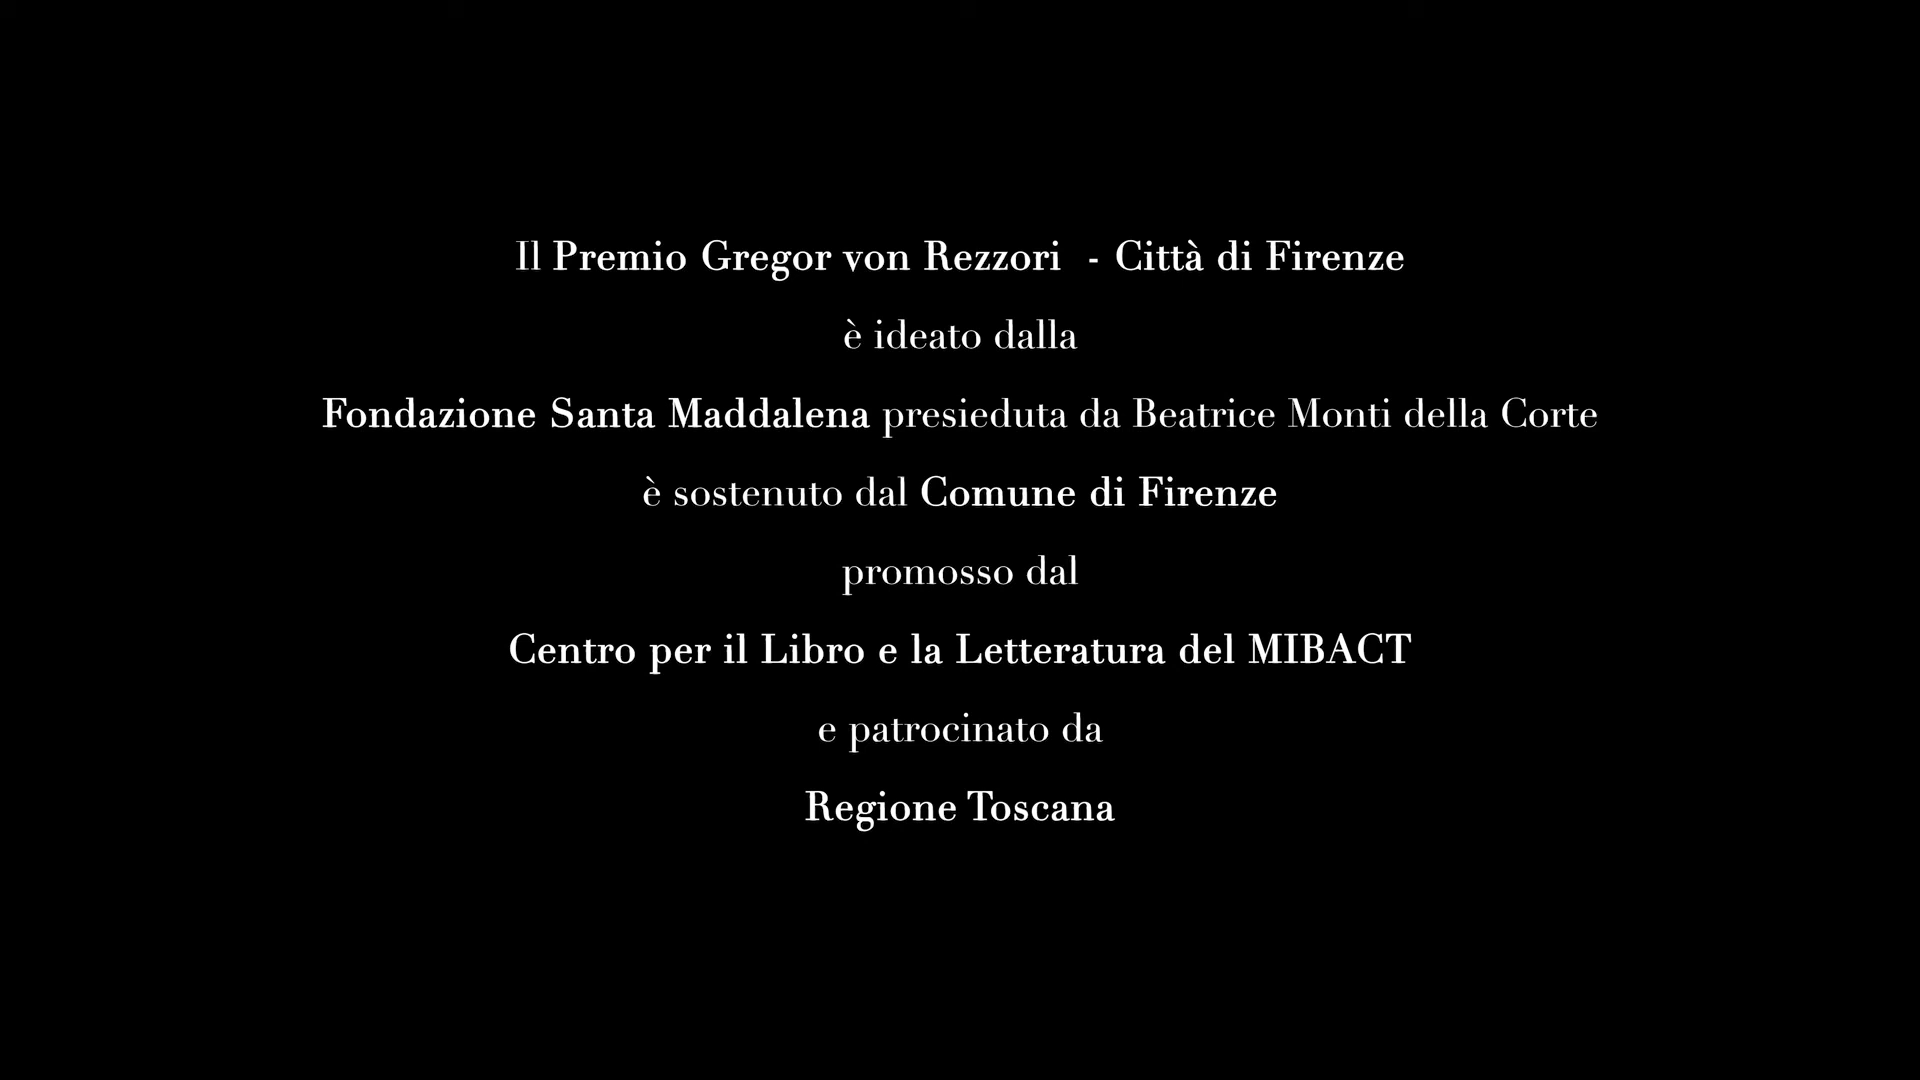 Il Premio Gregor von Rezzori - Città di Firenze
è ideato dalla
Fondazione Santa Maddalena presieduta da Beatrice Monti della Corte
è sostenuto dal Comune di Firenze
promosso dal
Centro per il Libro e la Letteratura del MIBACT
e patrocinato da
Regione Toscana